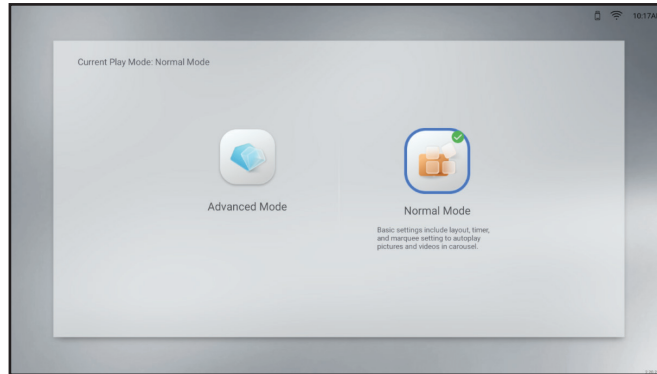 10:17A
Current Play Mode: Normal Mode
Advanced Mode
Normal Mode
Basic settings include layout, timer,
and marquee setting to autoplay
pictures and videos in carousel.